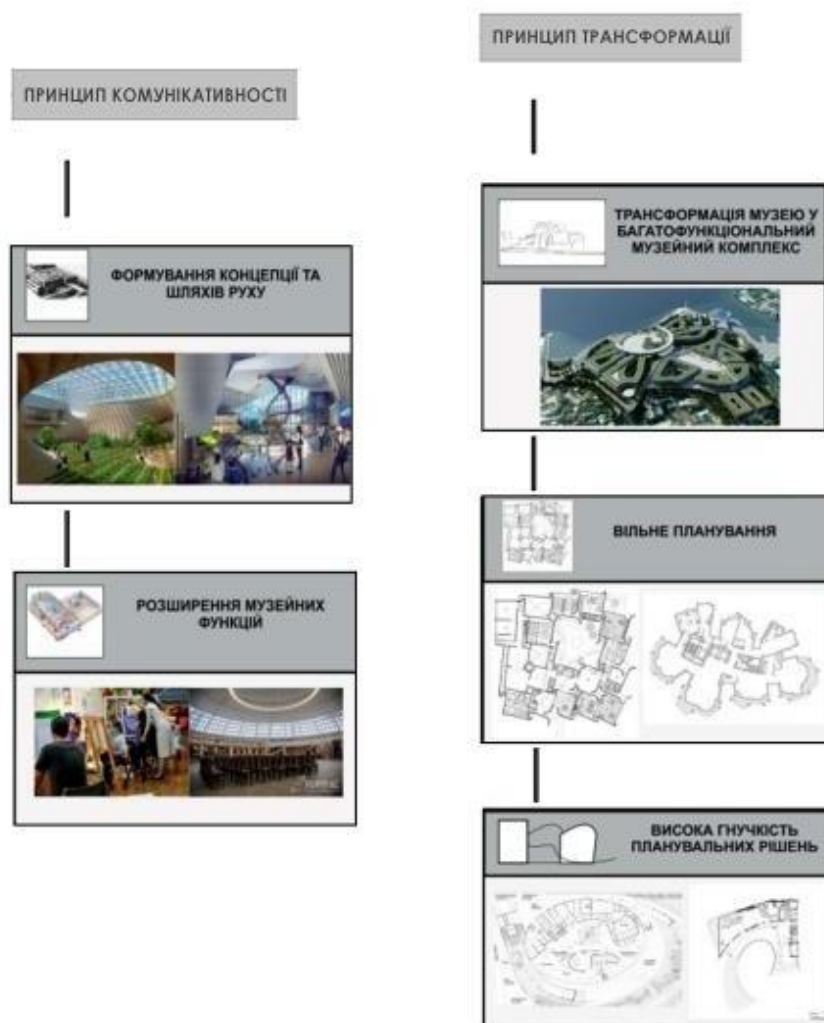 ПРИНЦИП КОМУНІКАТИВНОСТІ
ФОРМУВАННЯ КОНЦЕПЦІЇ ТА
ШЛЯХІВ РУХУ
РОЗШИРЕННЯ МУЗЕЙНИХ
ФУНКЦІЙ
ПРИНЦИП ТРАНСФОРМАЦІЇ
ТРАНСФОРМАЦІЯ МУЗЕЮ У
БАГАТОФУНКЦІОНАЛЬНИЙ
МУЗЕЙНИЙ КОМПЛЕКС
ВІЛЬНЕ ПЛАНУВАННЯ
ВИСОКА ГНУЧКІСТЬ
ПЛАНУВАЛЬНИХ РІШЕНЬ